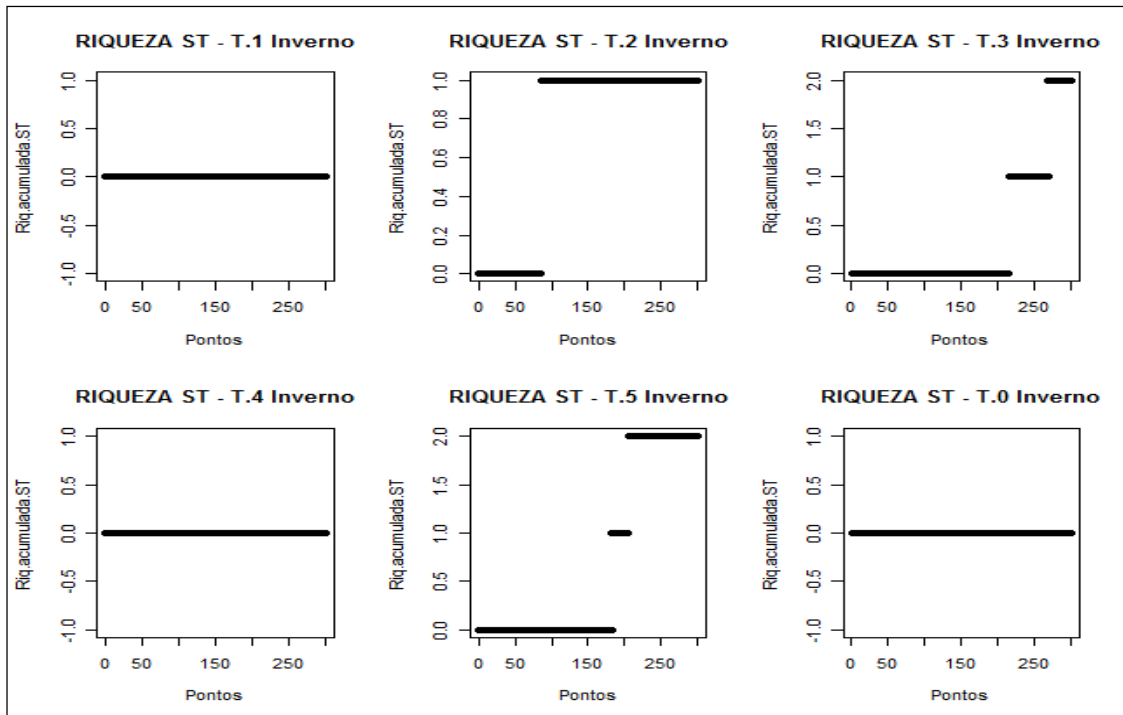 RIQUEZA ST - T.1 Inverno
Riq.acumulada.ST
1.0
0.5
0.0
-0.5
-1.0
0 50 150 250
Pontos
RIQUEZA ST - T.2 Inverno
Riq.acumulada.ST
1.0
0.8
0.6
0.4
0.2
0.0
0 50 150 250
Pontos
RIQUEZA ST - T.3 Inverno
Riq.acumulada.ST
2.0
1.5
1.0
0.5
0.0
0 50 150 250
Pontos
RIQUEZA ST - T.4 Inverno
Riq.acumulada.ST
1.0
0.5
0.0
-0.5
-1.0
0 50 150 250
Pontos
RIQUEZA ST - T.5 Inverno
Riq.acumulada.ST
2.0
1.5
1.0
0.5
0.0
0 50 150 250
Pontos
RIQUEZA ST - T.0 Inverno
Riq.acumulada.ST
1.0
0.5
0.0
-0.5
-1.0
0 50 150 250
Pontos